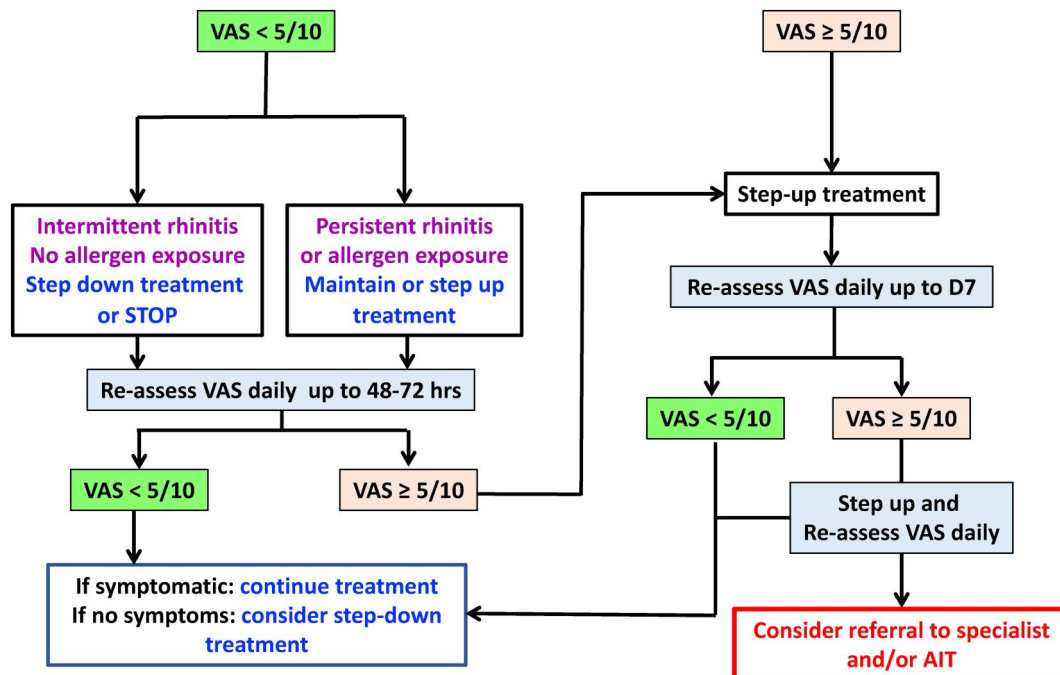 VAS < 5/10
VAS ≥ 5/10
Intermittent rhinitis
No allergen exposure
Step down treatment
or STOP
Persistent rhinitis
or allergen exposure
Maintain or step up
treatment
Re-assess VAS daily up to 48-72 hrs
VAS < 5/10
VAS ≥ 5/10
If symptomatic: continue treatment
If no symptoms: consider step-down
treatment
Step-up treatment
Re-assess VAS daily up to D7
VAS < 5/10
VAS ≥ 5/10
Step up and
Re-assess VAS daily
Consider referral to specialist
and/or AIT